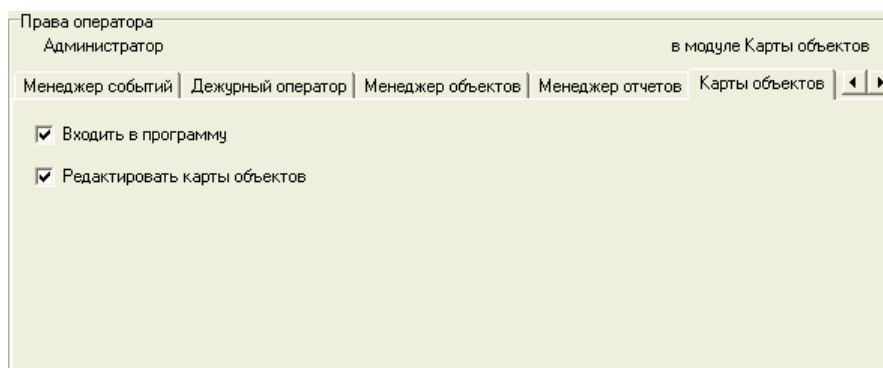 Права оператора
Администратор в модуле Карты объектов
Менеджер событий Дежурный оператор Менеджер объектов Менеджер отчетов Карты объектов
Входить в программу
Редактировать карты объектов